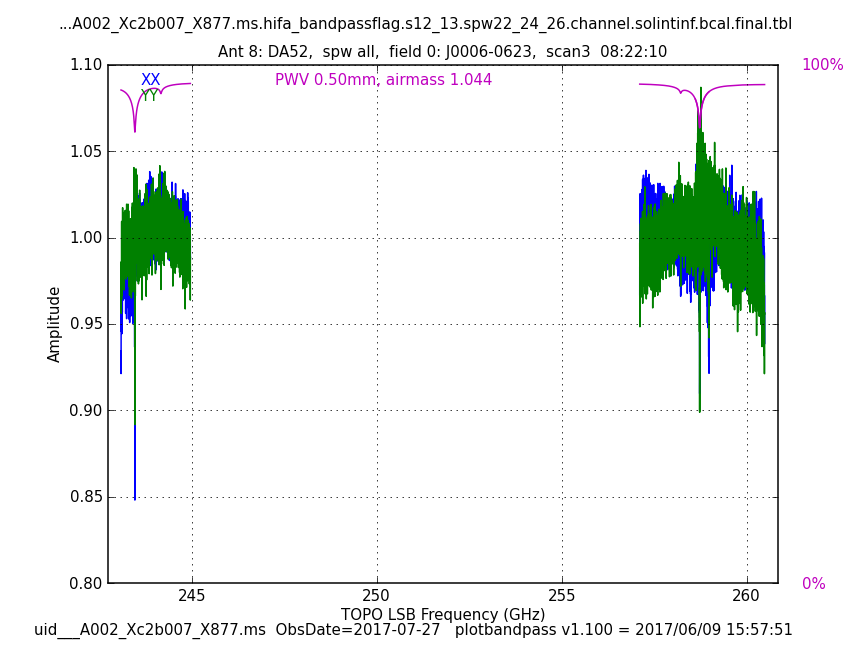 ...A002_Xc2b007_X877.ms.hifa_bandpassflag.s12_13.spw22_24_26.channel.solintinf.bcal.final.tbl
Ant 8: DA52, spw all, field 0: J0006-0623, scan3 08:22:10
1.10
100%
XX
PWV 0.50mm, airmass 1.044
YY
1.05
1.00
0.95
0.90
0.85
0.80
0%
Amplitude
245
250
255
260
TOPO LSB Frequency (GHz)
uid___A002_Xc2b007_X877.ms ObsDate=2017-07-27 plotbandpass v1.100 = 2017/06/09 15:57:51